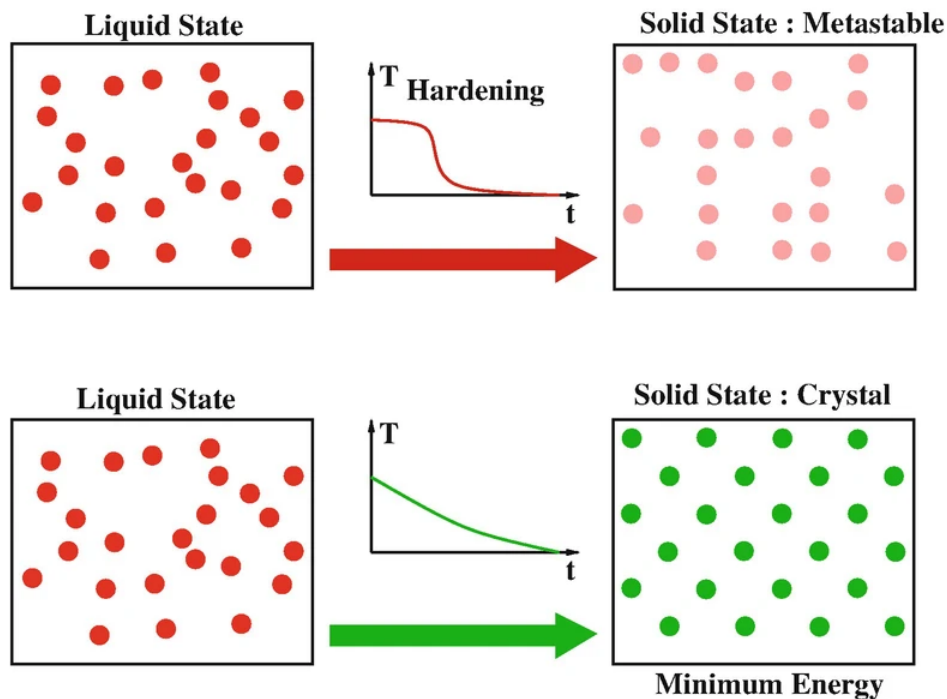 Liquid State
Solid State : Metastable
T
Hardening
t
Liquid State
Solid State : Crystal
T
t
Minimum Energy